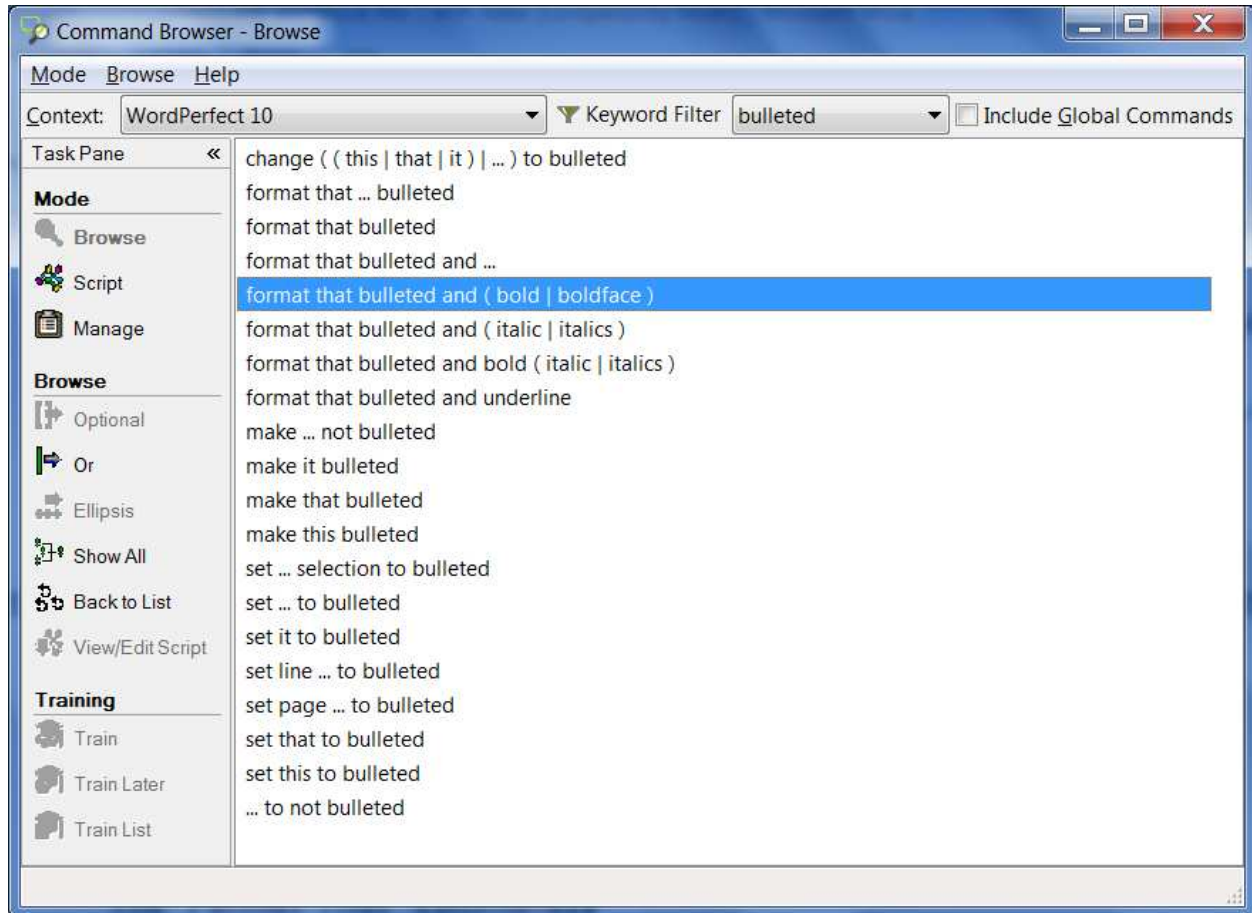 Command Browser - Browse
Mode Browse Help
Context: WordPerfect 10 Keyword Filter bulleted Include Global Commands
Task Pane «
Mode
Browse
Script
Manage
Browse
Optional
Or
Ellipsis
Show All
Back to List
View/Edit Script
Training
Train
Train Later
Train List
change ( ( this | that | it ) | ... ) to bulleted
format that ... bulleted
format that bulleted
format that bulleted and ...
format that bulleted and ( bold | boldface )
format that bulleted and ( italic | italics )
format that bulleted and bold ( italic | italics )
format that bulleted and underline
make ... not bulleted
make it bulleted
make that bulleted
make this bulleted
set ... selection to bulleted
set ... to bulleted
set it to bulleted
set line ... to bulleted
set page ... to bulleted
set that to bulleted
set this to bulleted
... to not bulleted